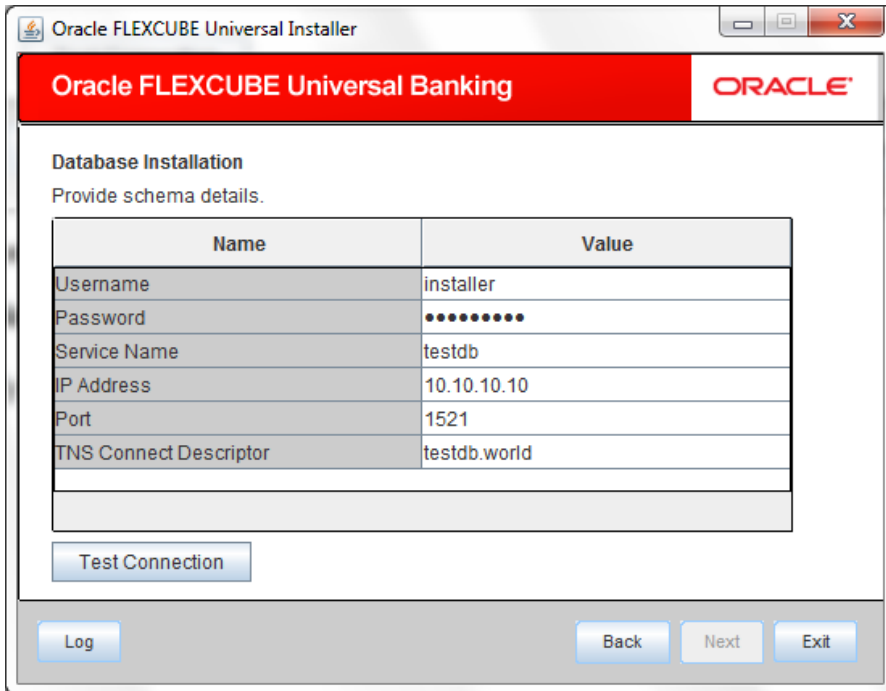 Oracle FLEXCUBE Universal Installer
Oracle FLEXCUBE Universal Banking
ORACLE
Database Installation
Provide schema details.
Name Value
Username installer
Password •••••••••
Service Name testdb
IP Address 10.10.10.10
Port 1521
TNS Connect Descriptor testdb.world
Test Connection
Log Back Next Exit